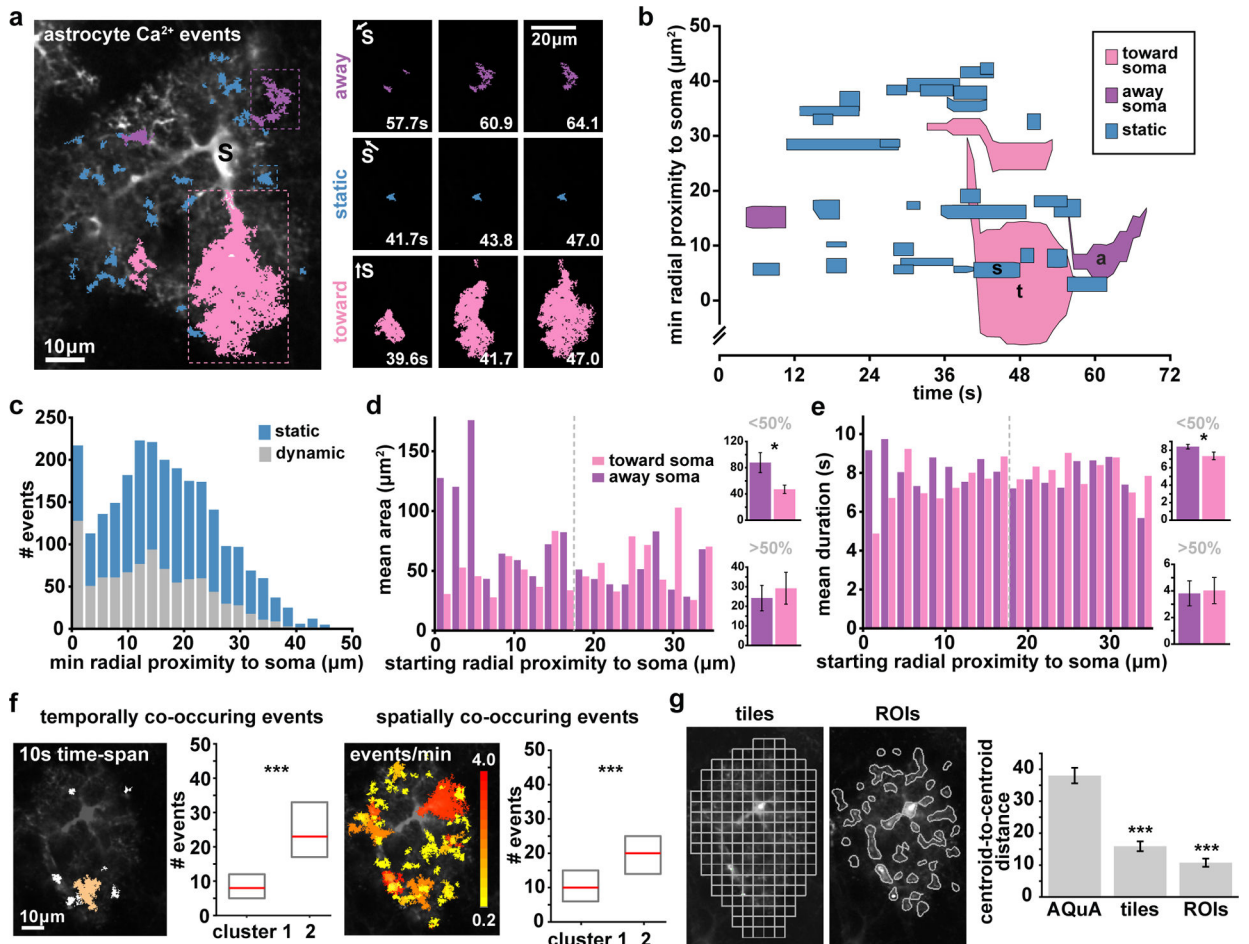 a
astrocyte Ca²⁺ events
S
10µm
away
S
20µm
57.7s
60.9
64.1
static
S
41.7s
43.8
47.0
toward
S
39.6s
41.7
47.0
b
min radial proximity to soma (µm²)
50
40
30
20
10
0
0
12
24
36
48
60
72
time (s)
toward
soma
away
soma
static
s
t
a
c
# events
250
200
150
100
50
0
0
10
20
30
40
50
min radial proximity to soma (µm)
static
dynamic
d
mean area (µm²)
150
100
50
0
0
10
20
30
starting radial proximity to soma (µm)
toward soma
away soma
<50%
120
80
40
0
*
>50%
40
30
20
10
0
e
mean duration (s)
10
8
6
4
2
0
0
10
20
30
starting radial proximity to soma (µm)
<50%
10
8
6
4
2
0
*
>50%
6
4
2
0
f
temporally co-occuring events
10s time-span
10µm
# events
50
40
30
20
10
0
***
cluster 1
2
spatially co-occuring events
events/min
4.0
0.2
# events
50
40
30
20
10
0
***
cluster 1
2
g
tiles
ROIs
centroid-to-centroid
distance
40
30
20
10
0
***
***
AQuA
tiles
ROIs